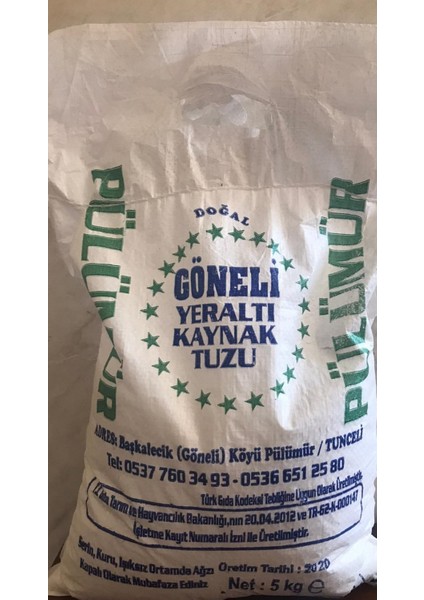 DOĞAL
PÜLÜMÜR
PÜLÜMÜR
GÖNELİ
YERALTI
KAYNAK
TUZU
ADRES: Başkalecik (Göneli) Köyü Pülümür / TUNCELİ
Tel: 0537 760 34 93 - 0536 651 25 80
Türk Gıda Kodeksi Tebliğine Uygun Olarak Üretilmiştir.
Tarım ve Hayvancılık Bakanlığı,nın 20.04.2012 ve TR-62-K-000147
İşletme Kayıt Numaralı İzni ile Üretilmiştir.
Serin, Kuru, Işıksız Ortamda Ağzı
Kapalı Olarak Muhafaza Ediniz
Üretim Tarihi : 2020
Net : 5 kg ℮